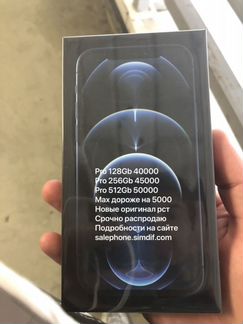 Pro 128Gb 40000
Pro 256Gb 45000
Pro 512Gb 50000
Max дороже на 5000
Новые оригинал рст
Срочно распродаю
Подробности на сайте
salephone.simdif.com